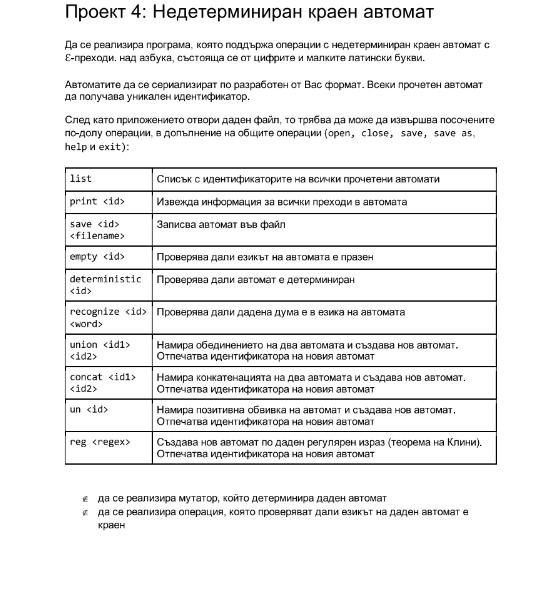 Проект 4: Недетерминиран краен автомат
Да се реализира програма, която поддържа операции с недетерминиран краен автомат с
Ɛ-преходи. над азбука, състояща се от цифрите и малките латински букви.
Автоматите да се сериализират по разработен от Вас формат. Всеки прочетен автомат
да получава уникален идентификатор.
След като приложението отвори даден файл, то трябва да може да извършва посочените
по-долу операции, в допълнение на общите операции (open, close, save, save as,
help и exit):
list Списък с идентификаторите на всички прочетени автомати
print <id> Извежда информация за всички преходи в автомата
save <id> Записва автомат във файл
<filename>
empty <id> Проверява дали езикът на автомата е празен
deterministic Проверява дали автомат е детерминиран
<id>
recognize <id> Проверява дали дадена дума е в езика на автомата
<word>
union <id1> Намира обединението на два автомата и създава нов автомат.
<id2> Отпечатва идентификатора на новия автомат
concat <id1> Намира конкатенацията на два автомата и създава нов автомат.
<id2> Отпечатва идентификатора на новия автомат
un <id> Намира позитивна обвивка на автомат и създава нов автомат.
Отпечатва идентификатора на новия автомат
reg <regex> Създава нов автомат по даден регулярен израз (теорема на Клини).
Отпечатва идентификатора на новия автомат
да се реализира мутатор, който детерминира даден автомат
да се реализира операция, която проверяват дали езикът на даден автомат е
краен